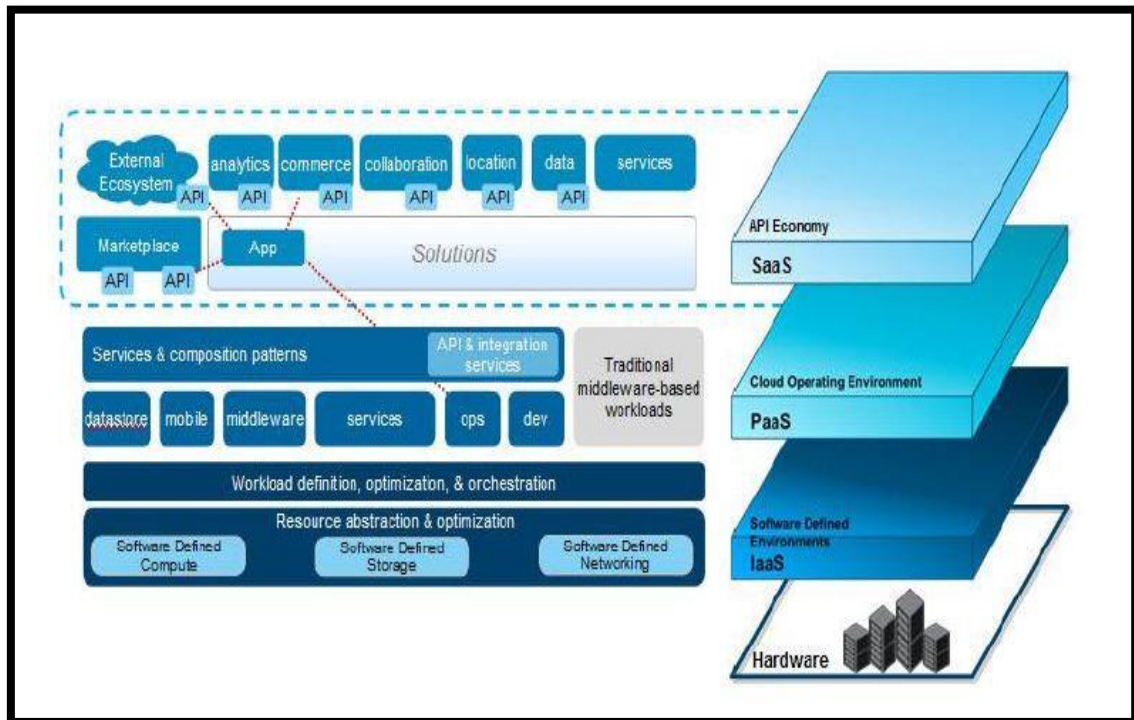 External
Ecosystem
API
analytics
API
commerce
API
collaboration
API
location
API
data
API
services
Marketplace
API
API
App
Solutions
API Economy
SaaS
Services & composition patterns
API & integration
services
Traditional
middleware-based
workloads
datastore
mobile
middleware
services
ops
dev
Cloud Operating Environment
PaaS
Workload definition, optimization, & orchestration
Resource abstraction & optimization
Software Defined
Compute
Software Defined
Storage
Software Defined
Networking
Software Defined
Environments
IaaS
Hardware